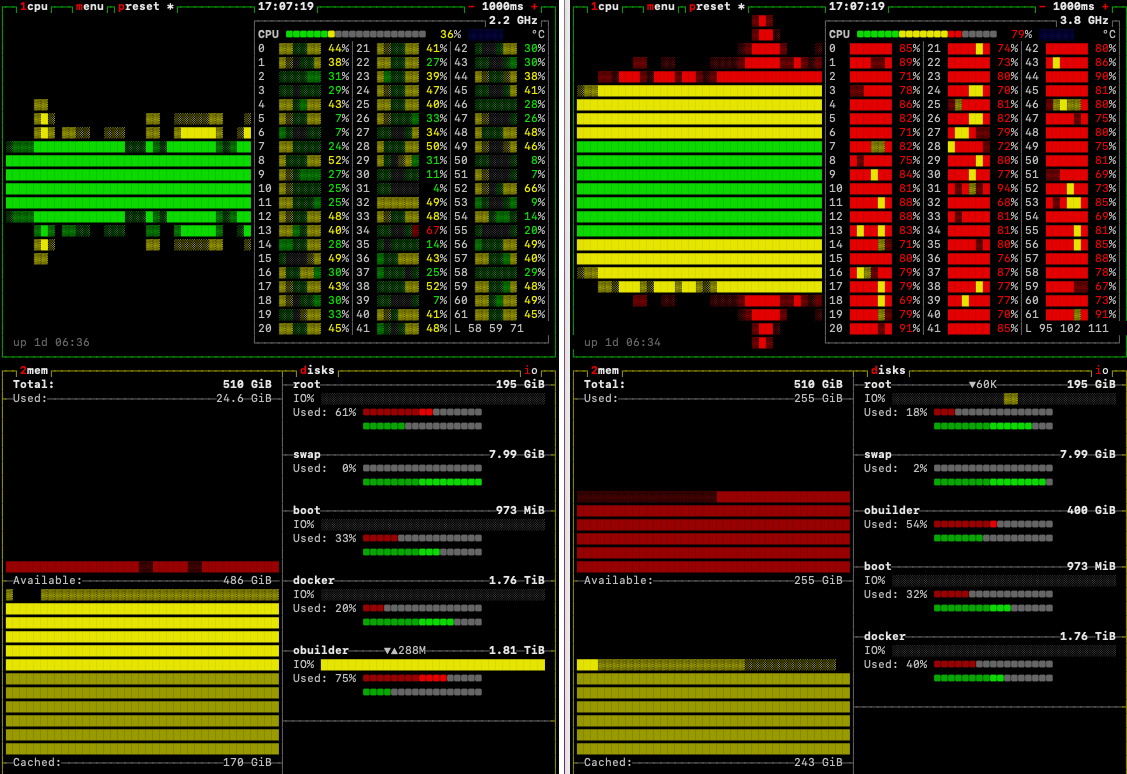 1cpu menu preset * 17:07:19 - 1000ms +
2.2 GHz
CPU 36% °C
0 44% 21 41% 42 30%
1 38% 22 27% 43 30%
2 31% 23 39% 44 38%
3 29% 24 47% 45 41%
4 43% 25 40% 46 28%
5 7% 26 33% 47 26%
6 7% 27 34% 48 48%
7 24% 28 50% 49 46%
8 52% 29 31% 50 8%
9 27% 30 11% 51 7%
10 25% 31 4% 52 66%
11 25% 32 49% 53 9%
12 48% 33 48% 54 14%
13 40% 34 67% 55 20%
14 28% 35 14% 56 49%
15 49% 36 43% 57 40%
16 30% 37 25% 58 29%
17 43% 38 52% 59 48%
18 30% 39 7% 60 49%
19 33% 40 41% 61 45%
20 45% 41 48% L 58 59 71
up 1d 06:36
2mem
Total: 510 GiB
Used: 24.6 GiB
Available: 486 GiB
Cached: 170 GiB
disks io
root 195 GiB
IO%
Used: 61%
swap 7.99 GiB
Used: 0%
boot 973 MiB
IO%
Used: 33%
docker 1.76 TiB
IO%
Used: 20%
obuilder ▼▲288M 1.81 TiB
IO%
Used: 75%
1cpu menu preset * 17:07:19 - 1000ms +
3.8 GHz
CPU 79% °C
0 85% 21 74% 42 80%
1 89% 22 73% 43 86%
2 71% 23 80% 44 90%
3 78% 24 70% 45 81%
4 86% 25 81% 46 80%
5 82% 26 80% 47 75%
6 71% 27 79% 48 80%
7 82% 28 72% 49 75%
8 75% 29 80% 50 81%
9 84% 30 77% 51 69%
10 81% 31 94% 52 73%
11 83% 32 68% 53 85%
12 84% 33 81% 54 69%
13 83% 34 81% 55 81%
14 71% 35 80% 56 85%
15 80% 36 76% 57 88%
16 79% 37 87% 58 78%
17 79% 38 77% 59 67%
18 69% 39 77% 60 73%
19 79% 40 77% 61 91%
20 91% 41 85% L 95 102 111
up 1d 06:34
2mem
Total: 510 GiB
Used: 255 GiB
Available: 255 GiB
Cached: 243 GiB
disks io
root ▼60K 195 GiB
IO%
Used: 18%
swap 7.99 GiB
Used: 2%
obuilder 400 GiB
Used: 54%
boot 973 MiB
IO%
Used: 32%
docker 1.76 TiB
IO%
Used: 40%